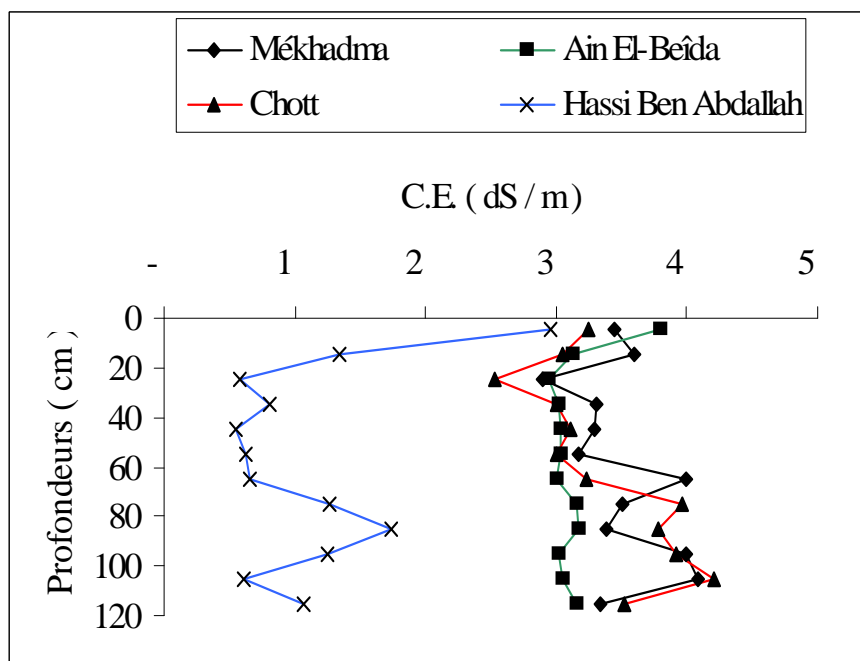 Mékhadma
Ain El-Beîda
Chott
Hassi Ben Abdallah
C.E. ( dS / m)
- 1 2 3 4 5
Profondeurs ( cm )
0
20
40
60
80
100
120